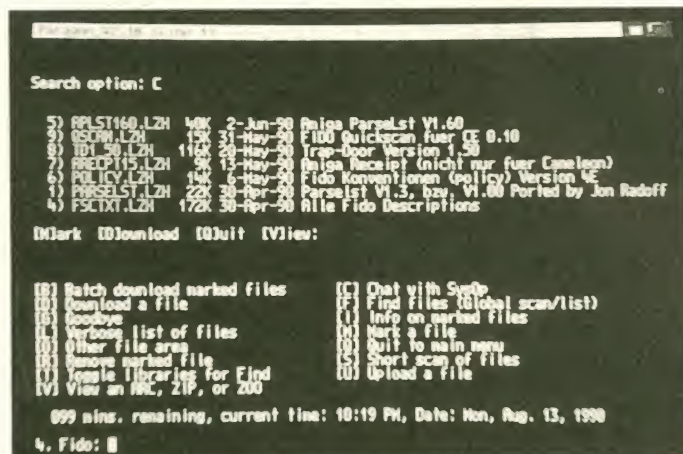 Search option: C
5) APLST160.LZH 40K 2-Jun-90 Amiga ParseLst V1.60
9) QSCAN.LZH 15K 31-May-90 FIDO Quickscan fuer CE 0.10
8) TD1_50.LZH 116K 20-May-90 Trap-Door Version 1.50
7) ARECPT15.LZH 9K 13-May-90 Amiga Receipt (nicht nur fuer Cameleon)
6) POLICY.LZH 14K 6-May-90 Fido Konventionen (policy) Version 4E
1) PARSELST.LZH 22K 30-Apr-90 Parselst V1.3, bzw. V1.00 Ported by Jon Radoff
4) FSCTXT.LZH 172K 30-Apr-90 Alle Fido Descriptions
[M]ark [D]ownload [Q]uit [V]iew:
[B] Batch download marked files [C] Chat with SysOp
[D] Download a file [F] Find files (Global scan/list)
[G] Goodbye [I] Info on marked files
[L] Verbose list of files [M] Mark a file
[O] Other file area [Q] Quit to main menu
[R] Remove marked file [S] Short scan of files
[T] Toggle libraries for Find [U] Upload a file
[V] View an ARC, ZIP, or ZOO
099 mins. remaining, current time: 10:19 PM, Date: Mon, Aug. 13, 1990
4. Fido: